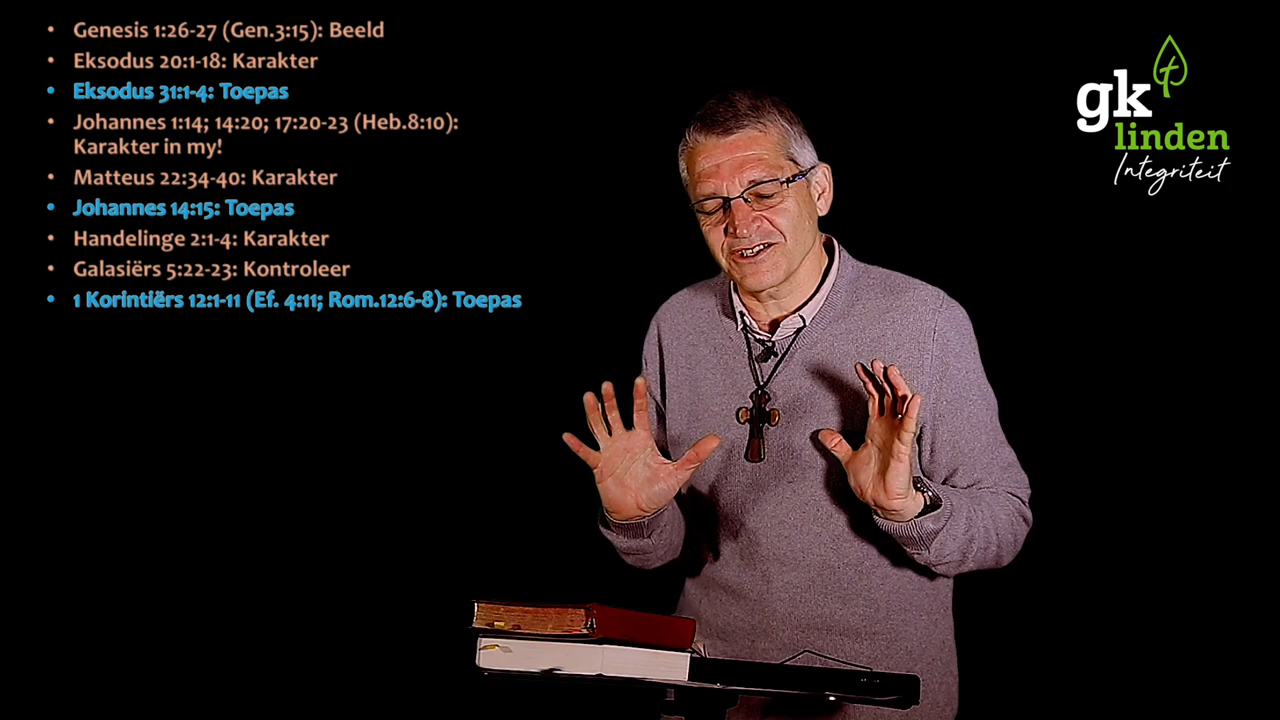 • Genesis 1:26-27 (Gen.3:15): Beeld
• Eksodus 20:1-18: Karakter
• Eksodus 31:1-4: Toepas
• Johannes 1:14; 14:20; 17:20-23 (Heb.8:10):
Karakter in my!
• Matteus 22:34-40: Karakter
• Johannes 14:15: Toepas
• Handelinge 2:1-4: Karakter
• Galasiërs 5:22-23: Kontroleer
• 1 Korintiërs 12:1-11 (Ef. 4:11; Rom.12:6-8): Toepas
gk
linden
Integriteit